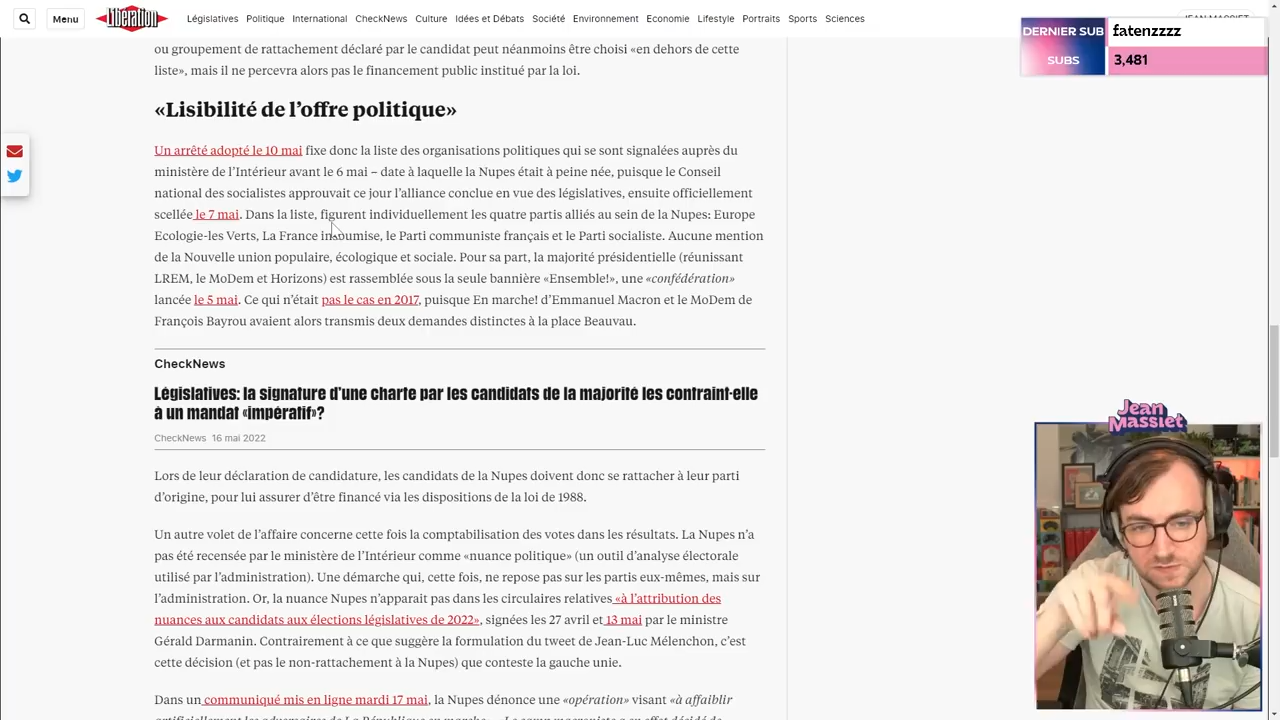 Menu
Libération
Législatives Politique International CheckNews Culture Idées et Débats Société Environnement Economie Lifestyle Portraits Sports Sciences
JEAN MASSIET
DERNIER SUB fatenzzzz
SUBS 3,481
ou groupement de rattachement déclaré par le candidat peut néanmoins être choisi «en dehors de cette
liste», mais il ne percevra alors pas le financement public institué par la loi.
«Lisibilité de l’offre politique»
Un arrêté adopté le 10 mai fixe donc la liste des organisations politiques qui se sont signalées auprès du
ministère de l’Intérieur avant le 6 mai – date à laquelle la Nupes était à peine née, puisque le Conseil
national des socialistes approuvait ce jour l’alliance conclue en vue des législatives, ensuite officiellement
scellée le 7 mai. Dans la liste, figurent individuellement les quatre partis alliés au sein de la Nupes: Europe
Ecologie-les Verts, La France insoumise, le Parti communiste français et le Parti socialiste. Aucune mention
de la Nouvelle union populaire, écologique et sociale. Pour sa part, la majorité présidentielle (réunissant
LREM, le MoDem et Horizons) est rassemblée sous la seule bannière «Ensemble!», une «confédération»
lancée le 5 mai. Ce qui n’était pas le cas en 2017, puisque En marche! d’Emmanuel Macron et le MoDem de
François Bayrou avaient alors transmis deux demandes distinctes à la place Beauvau.
CheckNews
Législatives: la signature d’une charte par les candidats de la majorité les contraint-elle
à un mandat «impératif»?
CheckNews 16 mai 2022
Lors de leur déclaration de candidature, les candidats de la Nupes doivent donc se rattacher à leur parti
d’origine, pour lui assurer d’être financé via les dispositions de la loi de 1988.
Un autre volet de l’affaire concerne cette fois la comptabilisation des votes dans les résultats. La Nupes n’a
pas été recensée par le ministère de l’Intérieur comme «nuance politique» (un outil d’analyse électorale
utilisé par l’administration). Une démarche qui, cette fois, ne repose pas sur les partis eux-mêmes, mais sur
l’administration. Or, la nuance Nupes n’apparait pas dans les circulaires relatives «à l’attribution des
nuances aux candidats aux élections législatives de 2022», signées les 27 avril et 13 mai par le ministre
Gérald Darmanin. Contrairement à ce que suggère la formulation du tweet de Jean-Luc Mélenchon, c’est
cette décision (et pas le non-rattachement à la Nupes) que conteste la gauche unie.
Dans un communiqué mis en ligne mardi 17 mai, la Nupes dénonce une «opération» visant «à affaiblir
artificiellement les adversaires de La République en marche». «Le camp macroniste a en effet décidé de
Jean
Massiet